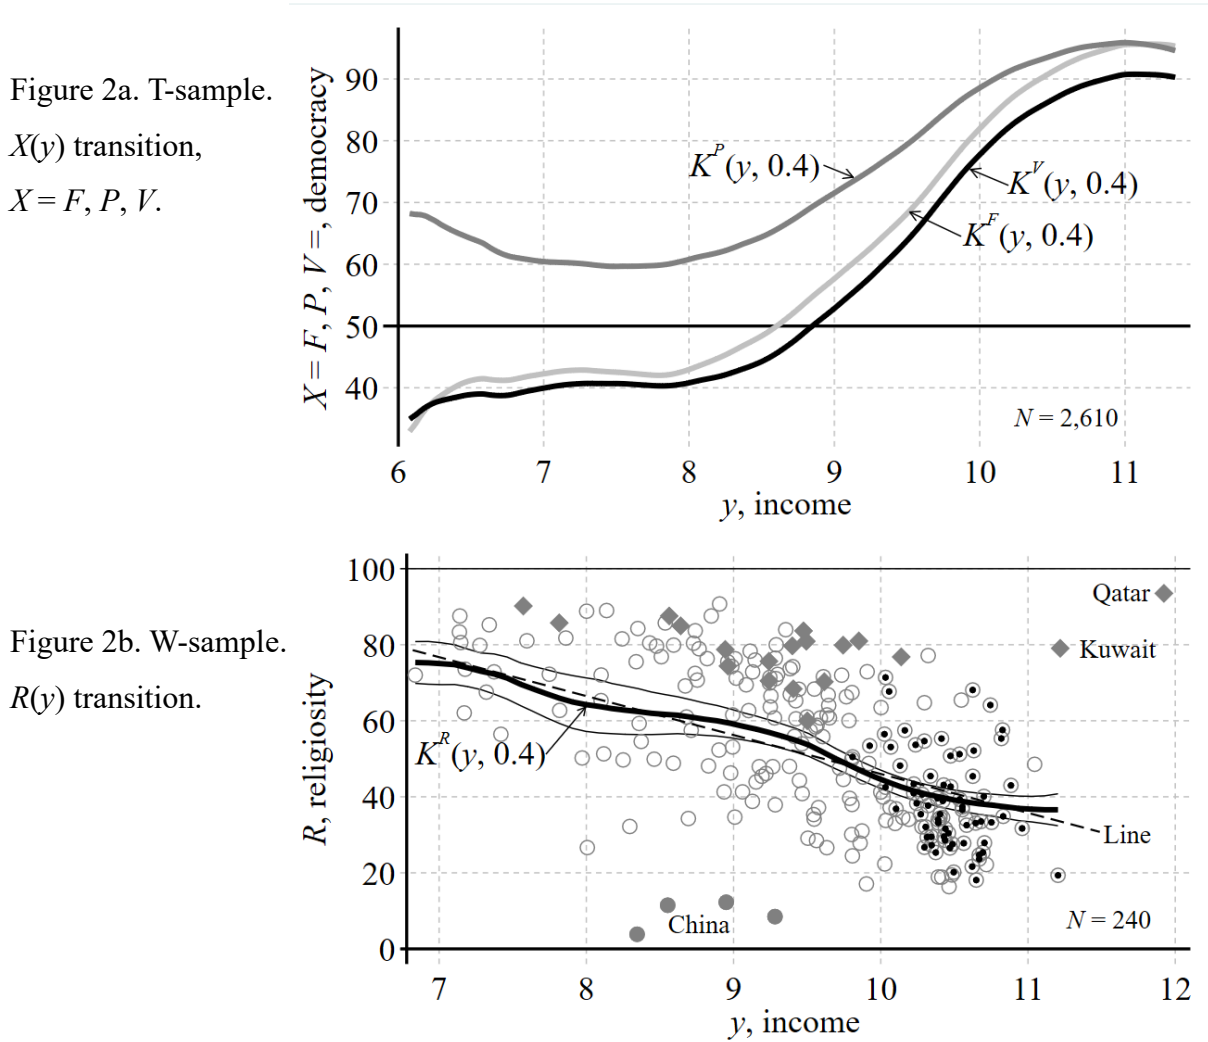 Figure 2a. T-sample.
X(y) transition,
X = F, P, V.
X = F, P, V =, democracy
90
80
70
60
50
40
K^P(y, 0.4)
K^V(y, 0.4)
K^F(y, 0.4)
N = 2,610
6 7 8 9 10 11
y, income
Figure 2b. W-sample.
R(y) transition.
R, religiosity
100
80
60
40
20
0
Qatar
Kuwait
K^R(y, 0.4)
Line
China
N = 240
7 8 9 10 11 12
y, income